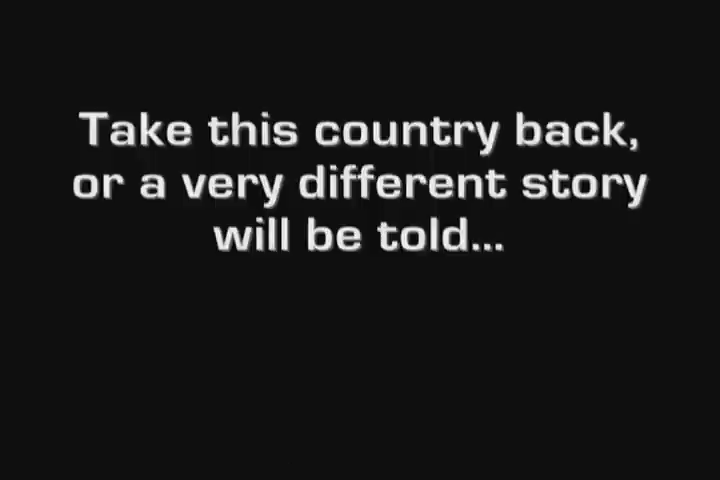 Take this country back,
or a very different story
will be told...